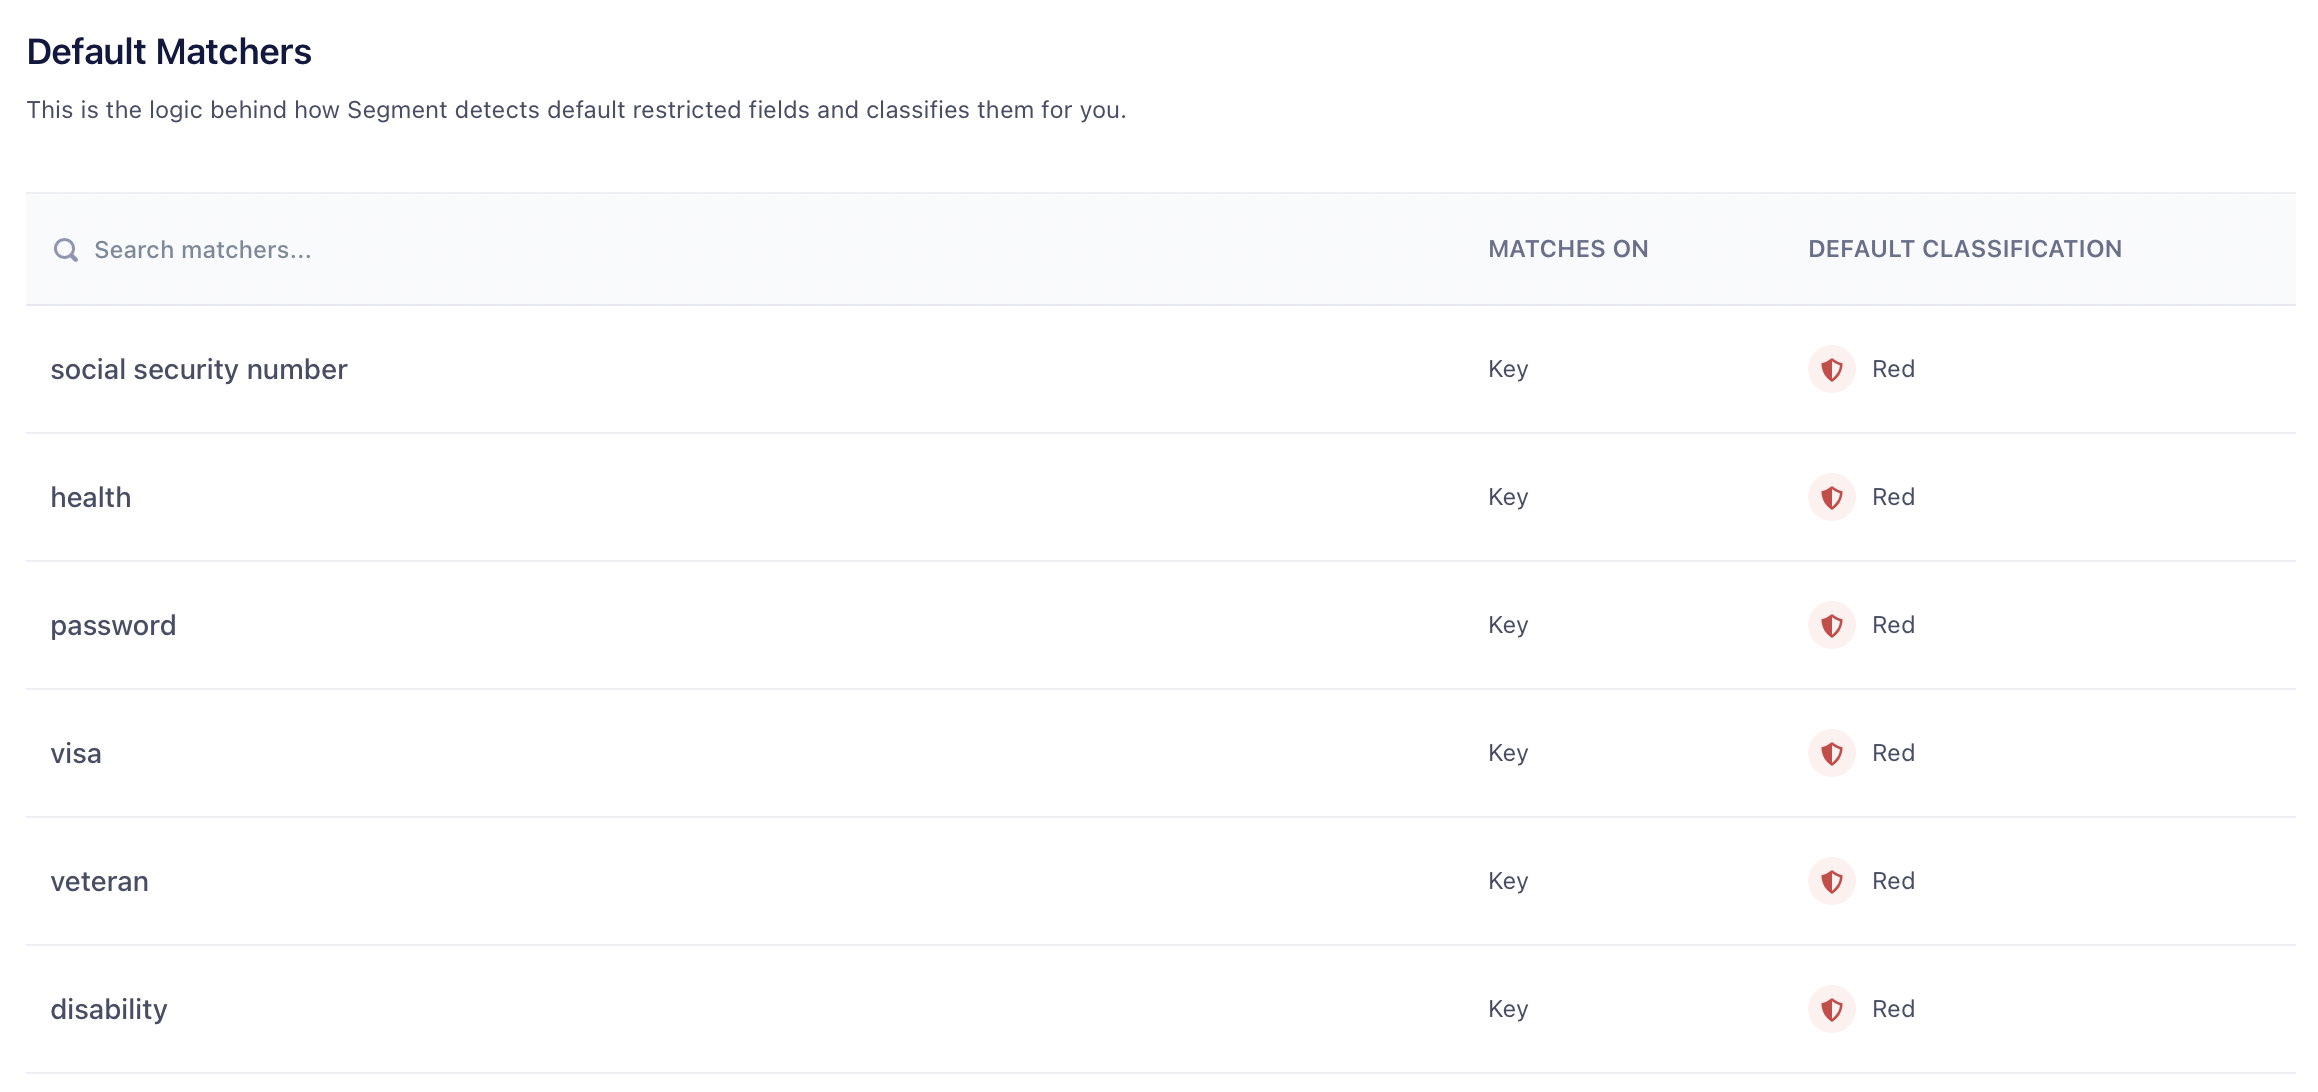 Default Matchers
This is the logic behind how Segment detects default restricted fields and classifies them for you.
Search matchers... MATCHES ON DEFAULT CLASSIFICATION
social security number Key Red
health Key Red
password Key Red
visa Key Red
veteran Key Red
disability Key Red